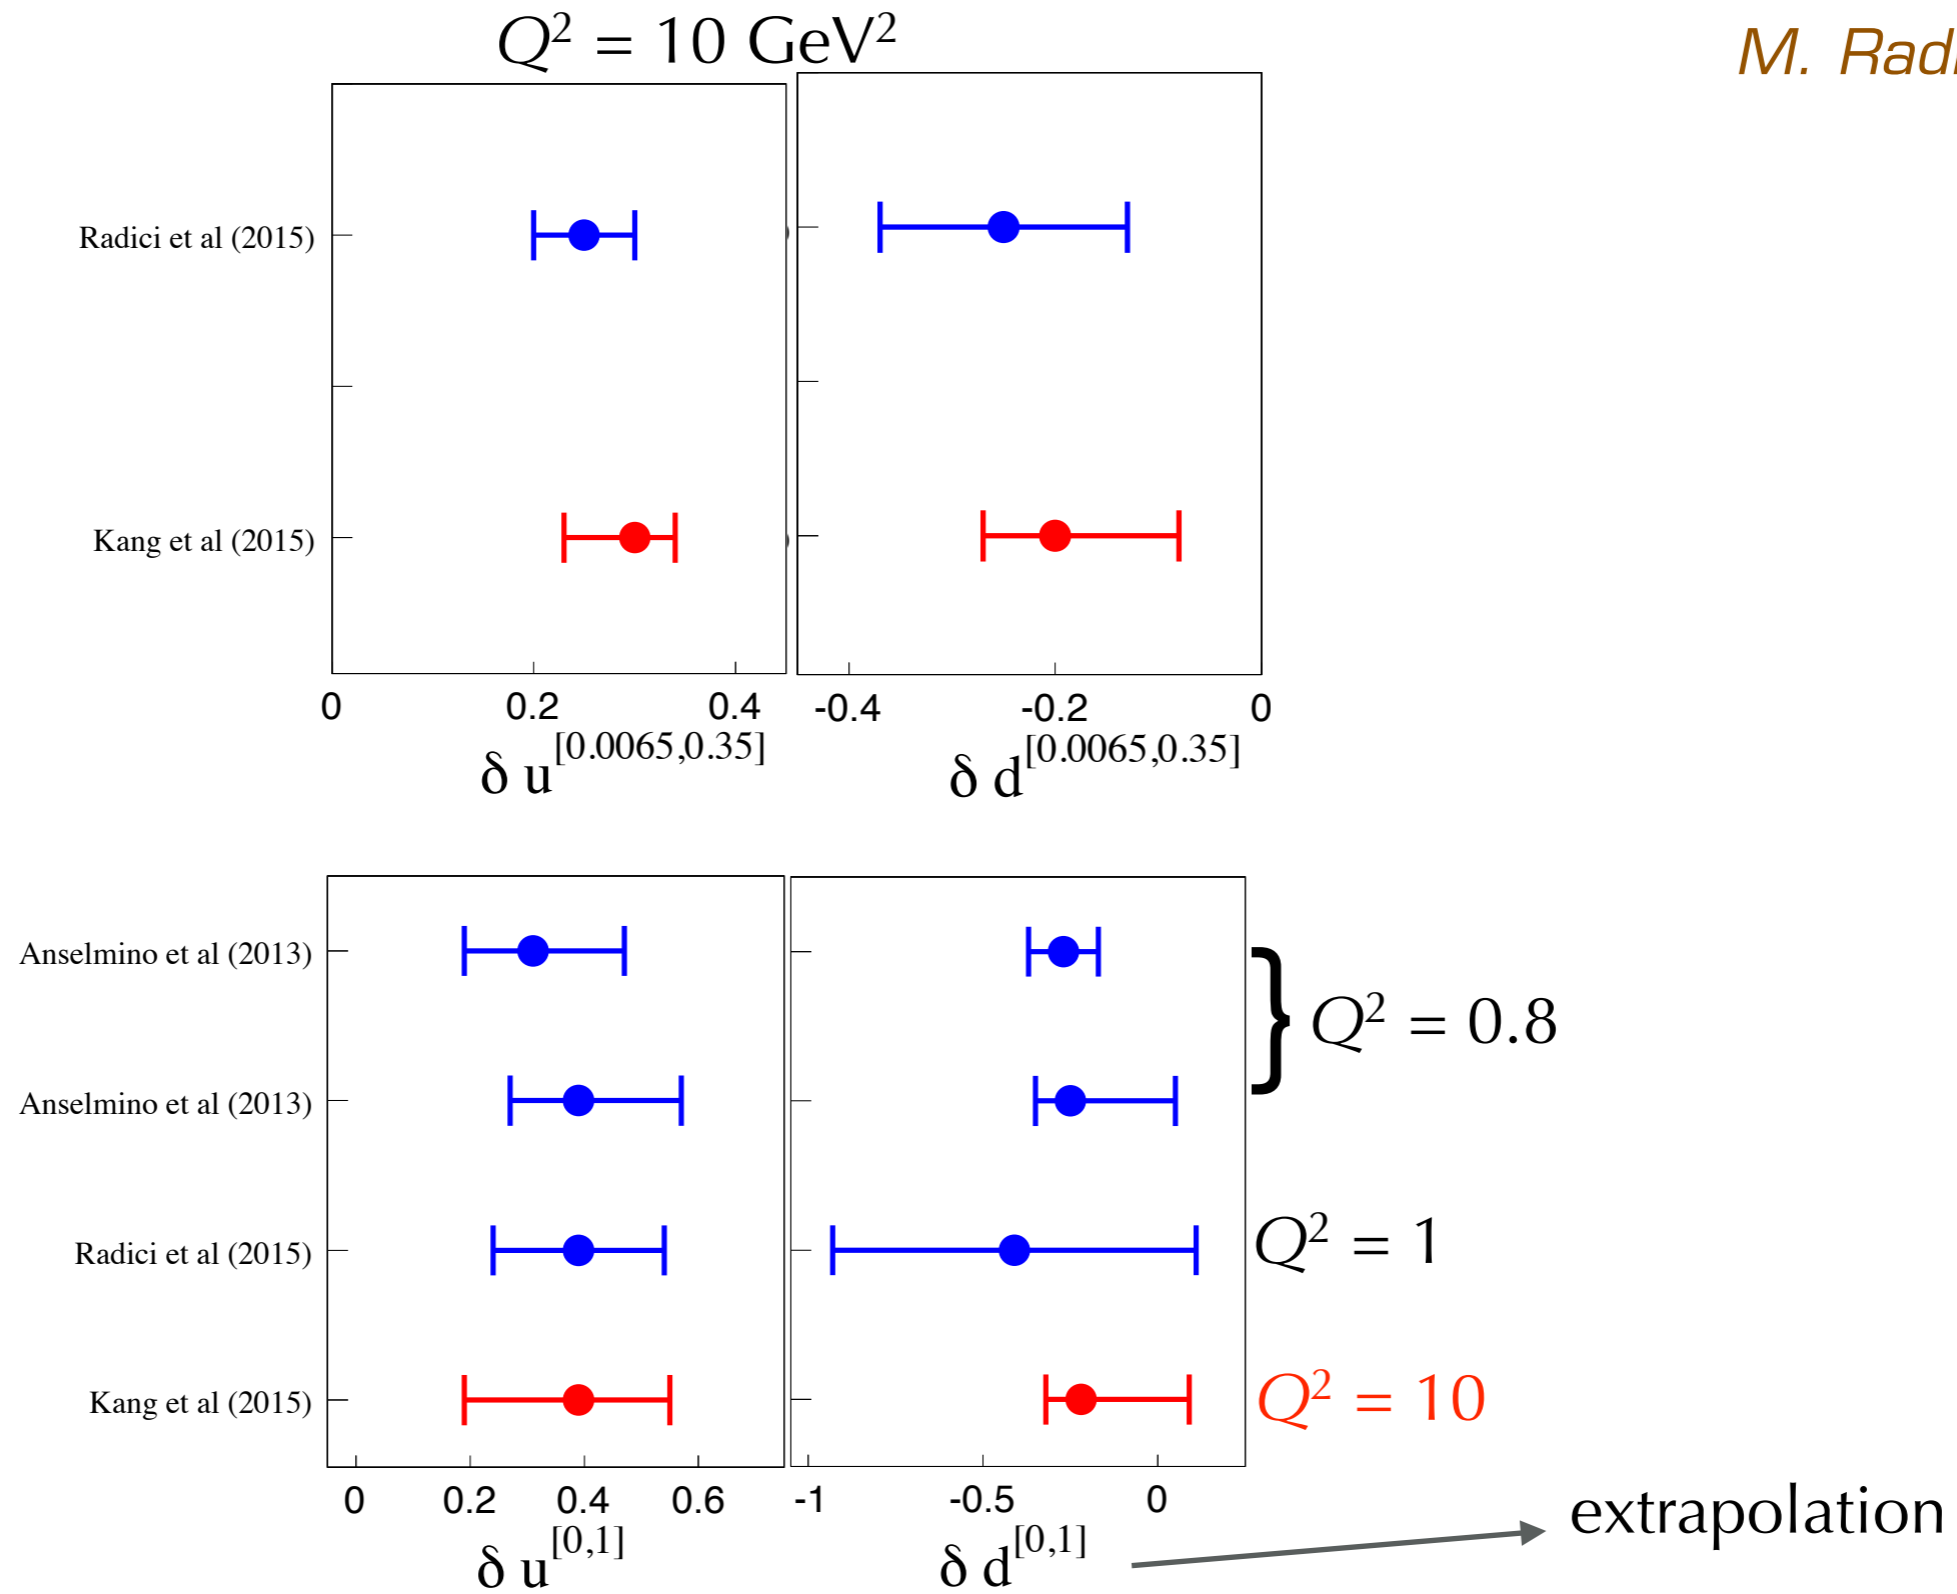 Q² = 10 GeV²
M. Radi
Radici et al (2015)
Kang et al (2015)
0 0.2 0.4 -0.4 -0.2 0
δ u[0.0065,0.35] δ d[0.0065,0.35]
Anselmino et al (2013)
} Q² = 0.8
Anselmino et al (2013)
Radici et al (2015) Q² = 1
Kang et al (2015) Q² = 10
0 0.2 0.4 0.6 -1 -0.5 0
extrapolation
δ u[0,1] δ d[0,1]